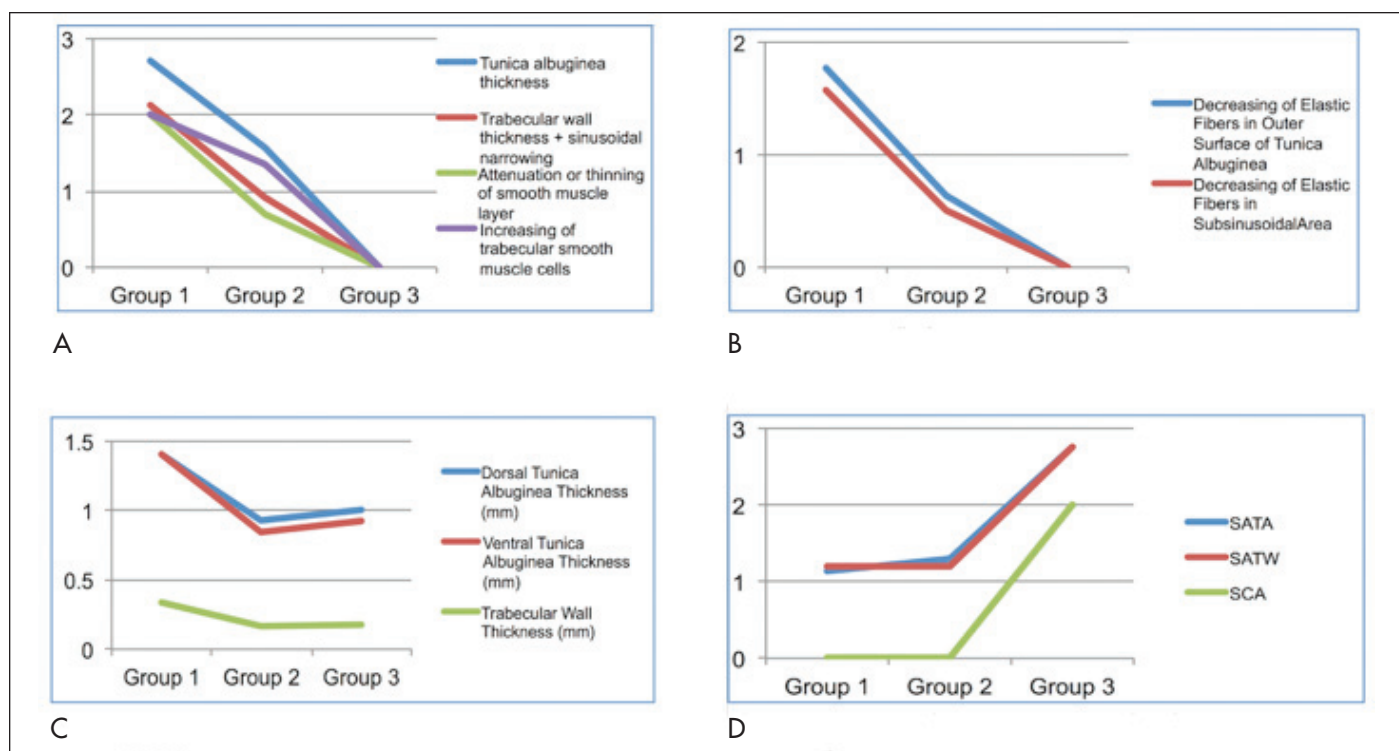 3
2
1
0
Group 1 Group 2 Group 3
Tunica albuginea
thickness
Trabecular wall
thickness + sinusoidal
narrowing
Attenuation or thinning
of smooth muscle
layer
Increasing of
trabecular smooth
muscle cells
A
2
1
0
Group 1 Group 2 Group 3
Decreasing of Elastic
Fibers in Outer
Surface of Tunica
Albuginea
Decreasing of Elastic
Fibers in
SubsinusoidalArea
B
1.5
1
0.5
0
Group 1 Group 2 Group 3
Dorsal Tunica
Albuginea Thickness
(mm)
Ventral Tunica
Albuginea Thickness
(mm)
Trabecular Wall
Thickness (mm)
C
3
2
1
0
Group 1 Group 2 Group 3
SATA
SATW
SCA
D